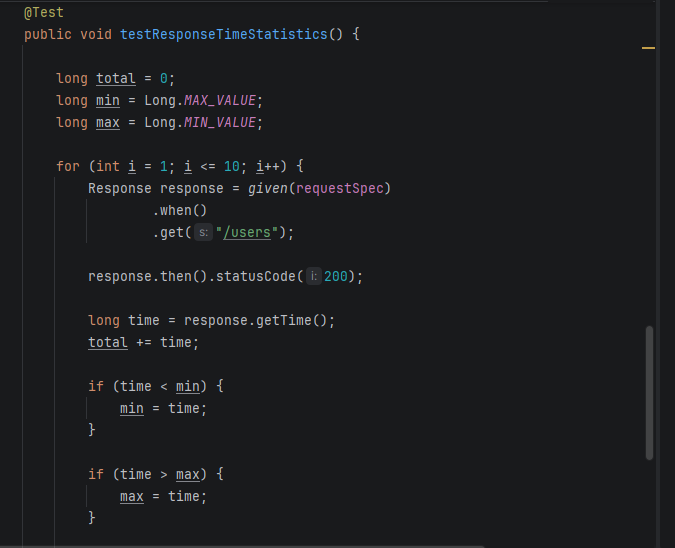 @Test
public void testResponseTimeStatistics() {
long total = 0;
long min = Long.MAX_VALUE;
long max = Long.MIN_VALUE;
for (int i = 1; i <= 10; i++) {
Response response = given(requestSpec)
.when()
.get( s: "/users");
response.then().statusCode( i: 200);
long time = response.getTime();
total += time;
if (time < min) {
min = time;
}
if (time > max) {
max = time;
}